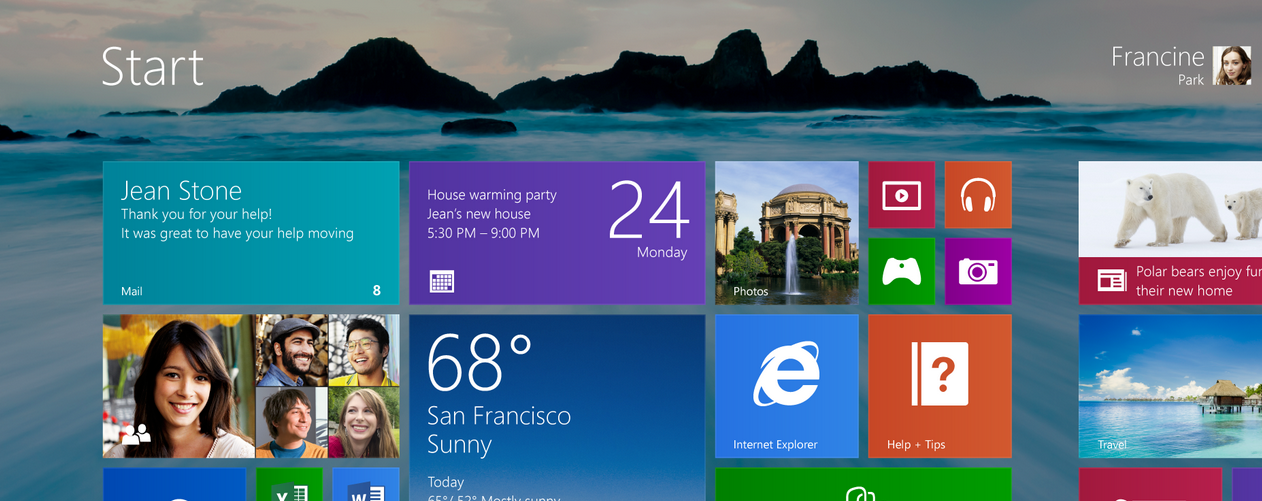 Start
Francine
Park
Jean Stone
Thank you for your help!
It was great to have your help moving
Mail
8
House warming party
Jean's new house
5:30 PM – 9:00 PM
24
Monday
Photos
Polar bears enjoy
their new home
68°
San Francisco
Sunny
Today
65°/ 52° Mostly sunny
Internet Explorer
?
Help + Tips
Travel
X
W